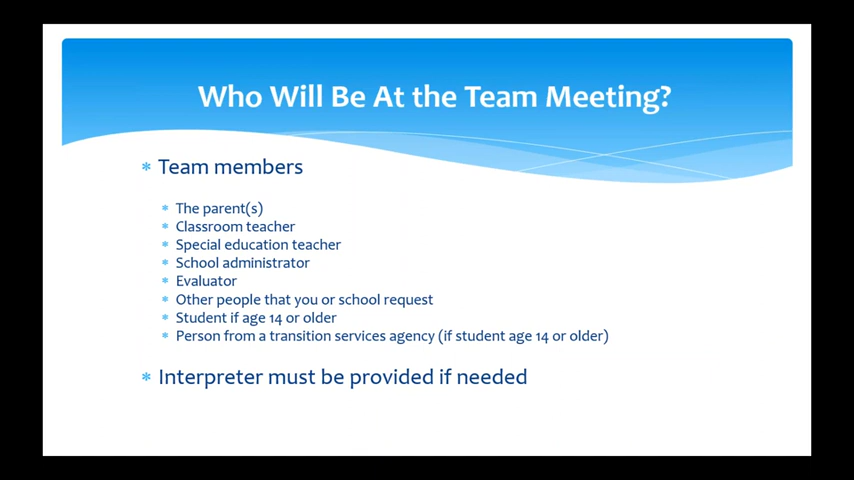 Who Will Be At the Team Meeting?
Team members
The parent(s)
Classroom teacher
Special education teacher
School administrator
Evaluator
Other people that you or school request
Student if age 14 or older
Person from a transition services agency (if student age 14 or older)
Interpreter must be provided if needed